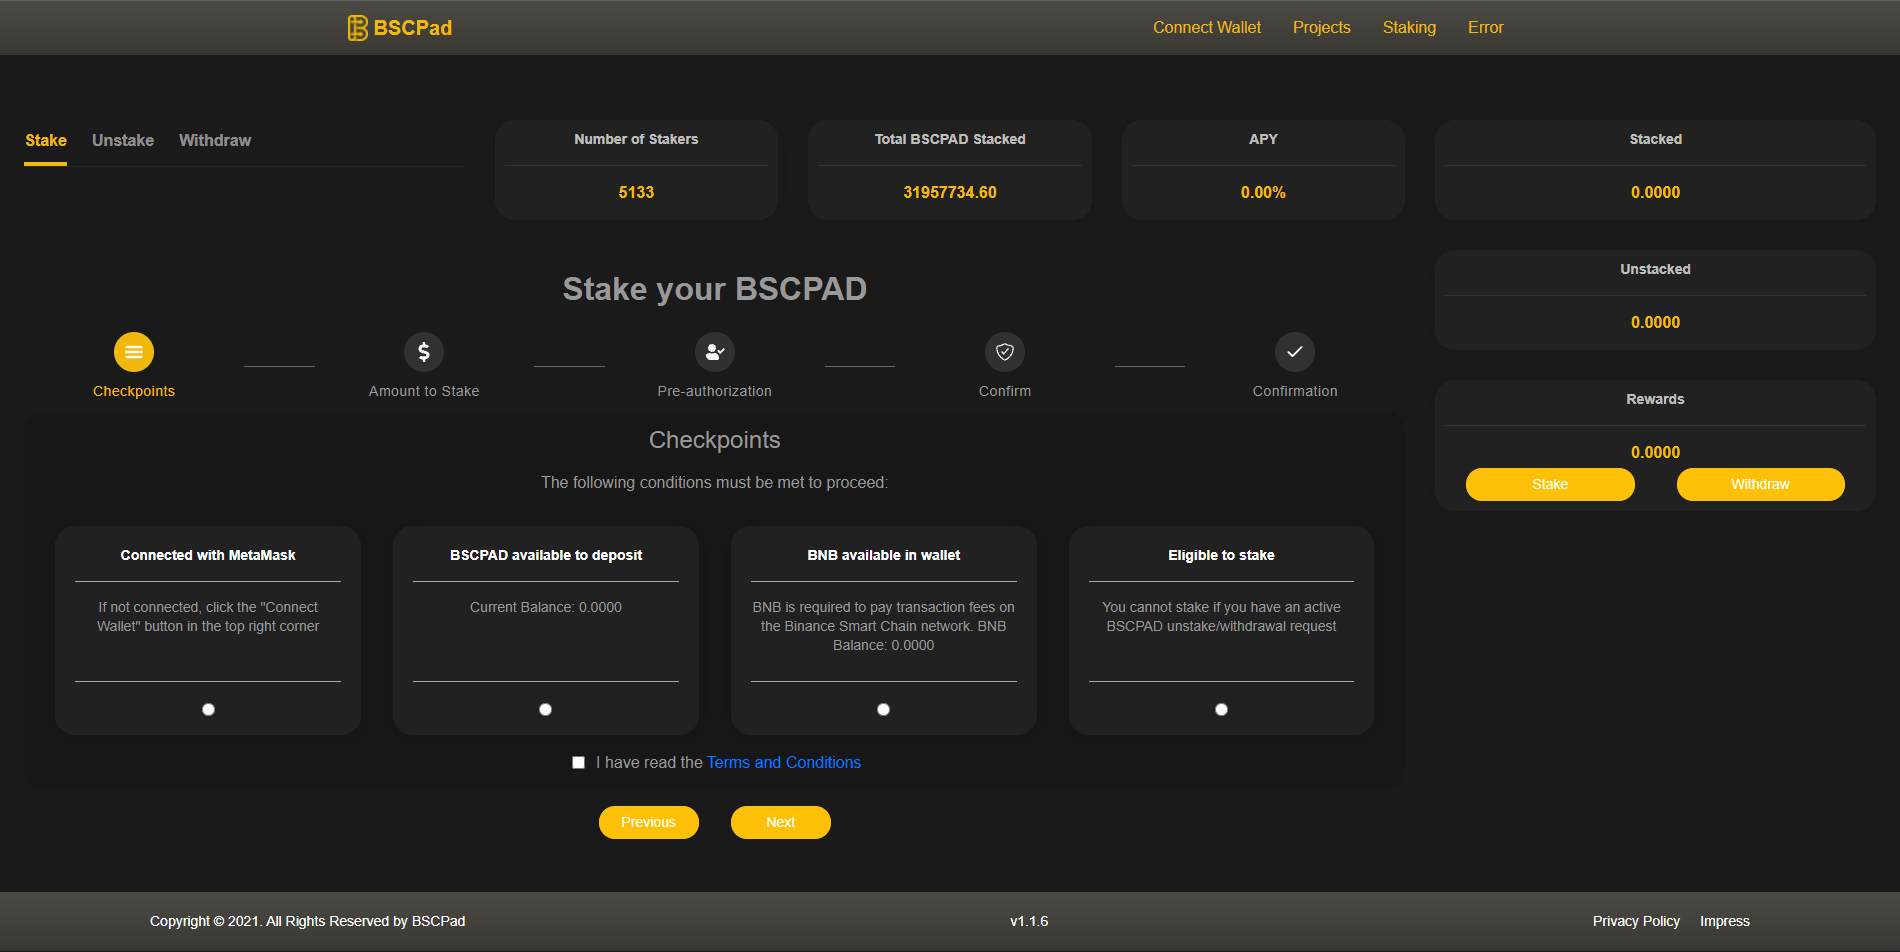 BSCPad
Connect Wallet
Projects
Staking
Error
Stake
Unstake
Withdraw
Number of Stakers
5133
Total BSCPAD Stacked
31957734.60
APY
0.00%
Stacked
0.0000
Unstacked
0.0000
Rewards
0.0000
Stake
Withdraw
Stake your BSCPAD
Checkpoints
Amount to Stake
Pre-authorization
Confirm
Confirmation
Checkpoints
The following conditions must be met to proceed:
Connected with MetaMask
If not connected, click the "Connect
Wallet" button in the top right corner
BSCPAD available to deposit
Current Balance: 0.0000
BNB available in wallet
BNB is required to pay transaction fees on
the Binance Smart Chain network. BNB
Balance: 0.0000
Eligible to stake
You cannot stake if you have an active
BSCPAD unstake/withdrawal request
I have read the Terms and Conditions
Previous
Next
Copyright © 2021. All Rights Reserved by BSCPad
v1.1.6
Privacy Policy
Impress